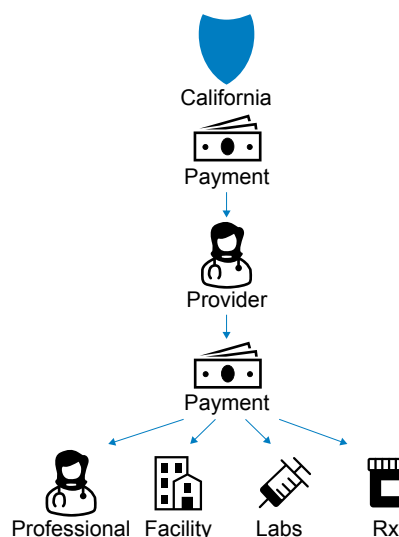 California
Payment
Provider
Payment
Professional Facility Labs Rx